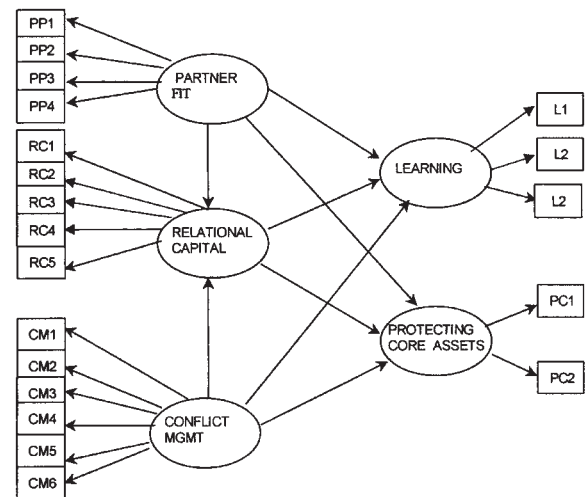 PP1
PP2
PP3
PP4
PARTNER
FIT
RC1
RC2
RC3
RC4
RC5
RELATIONAL
CAPITAL
CM1
CM2
CM3
CM4
CM5
CM6
CONFLICT
MGMT
LEARNING
L1
L2
L2
PROTECTING
CORE ASSETS
PC1
PC2